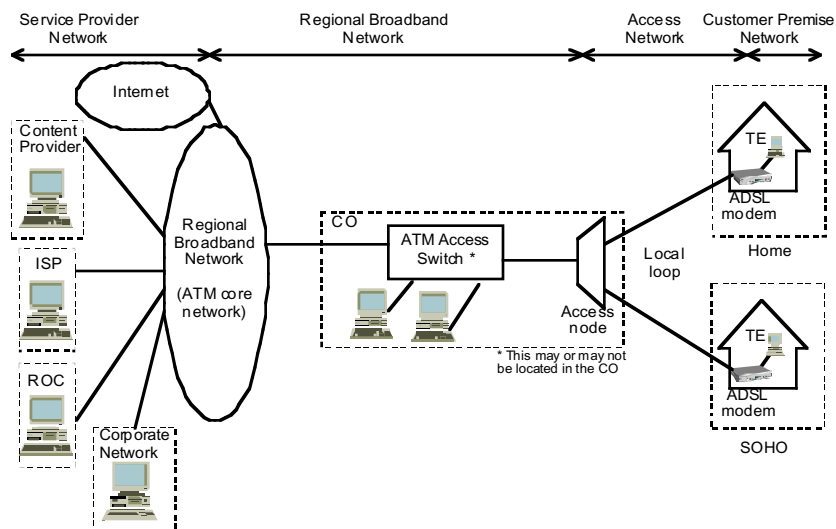 Service Provider
Network
Regional Broadband
Network
Access
Network
Customer Premise
Network
Internet
Content
Provider
ISP
ROC
Corporate
Network
Regional
Broadband
Network
(ATM core
network)
CO
ATM Access
Switch *
Access
node
* This may or may not
be located in the CO
Local
loop
TE
ADSL
modem
Home
TE
ADSL
modem
SOHO